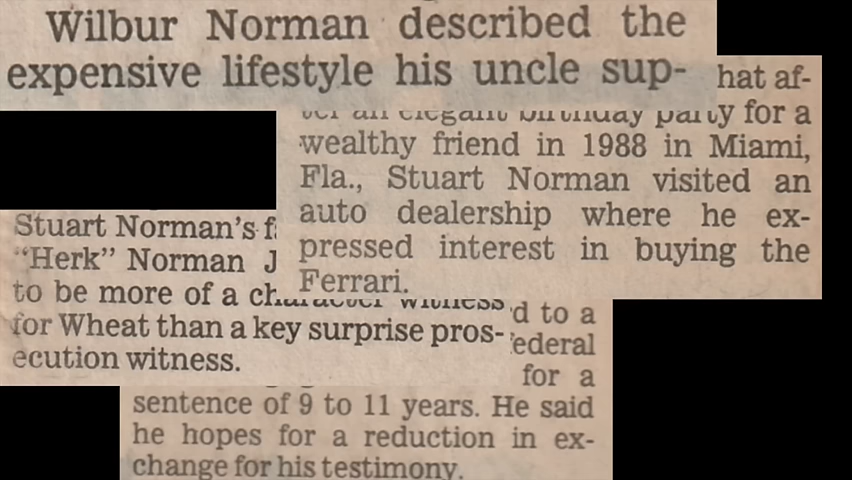 Wilbur Norman described the
expensive lifestyle his uncle sup-
hat af-
ter an elegant birthday party for a
wealthy friend in 1988 in Miami,
Fla., Stuart Norman visited an
auto dealership where he ex-
pressed interest in buying the
Ferrari.
Stuart Norman's f
"Herk" Norman J
to be more of a character witness
for Wheat than a key surprise pros-
ecution witness.
d to a
ederal
for a
sentence of 9 to 11 years. He said
he hopes for a reduction in ex-
change for his testimony.